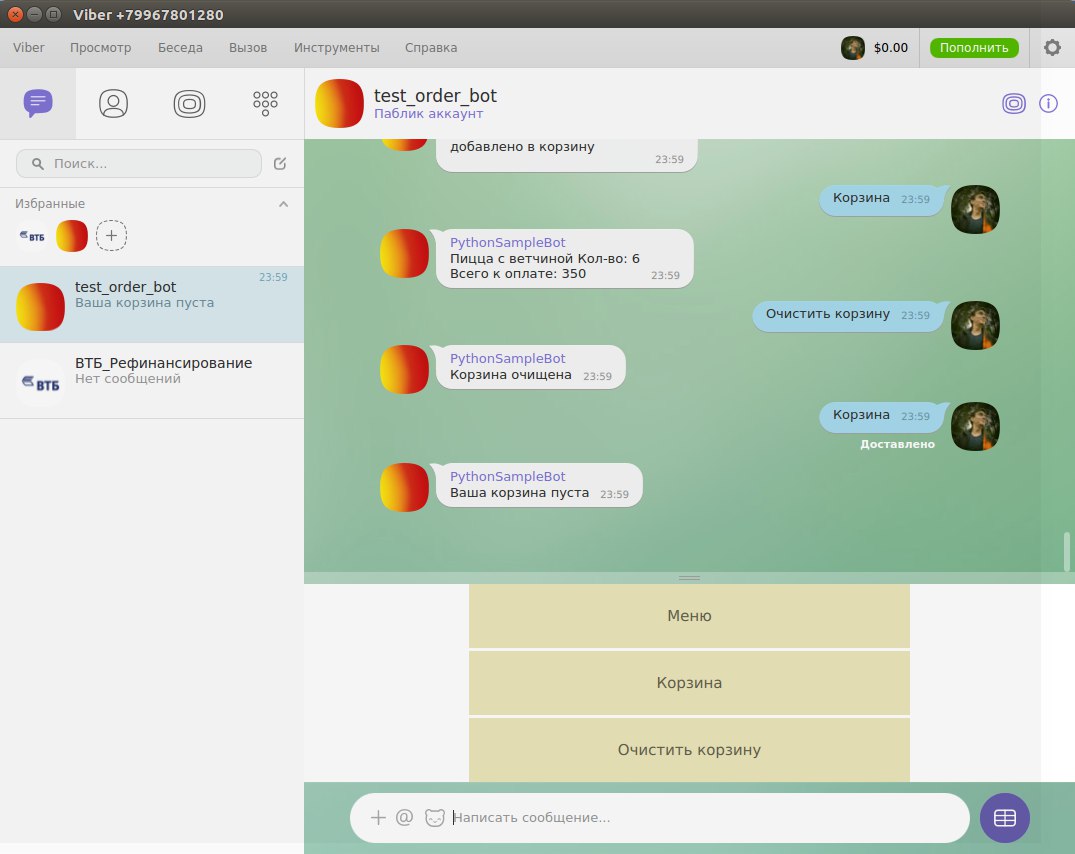 Viber +79967801280
Viber Просмотр Беседа Вызов Инструменты Справка $0.00 Пополнить
test_order_bot
Паблик аккаунт
Поиск...
Избранные
ВТБ
test_order_bot 23:59
Ваша корзина пуста
ВТБ
ВТБ_Рефинансирование
Нет сообщений
добавлено в корзину
23:59
Корзина 23:59
PythonSampleBot
Пицца с ветчиной Кол-во: 6
Всего к оплате: 350 23:59
Очистить корзину 23:59
PythonSampleBot
Корзина очищена 23:59
Корзина 23:59
Доставлено
PythonSampleBot
Ваша корзина пуста 23:59
Меню
Корзина
Очистить корзину
Написать сообщение...